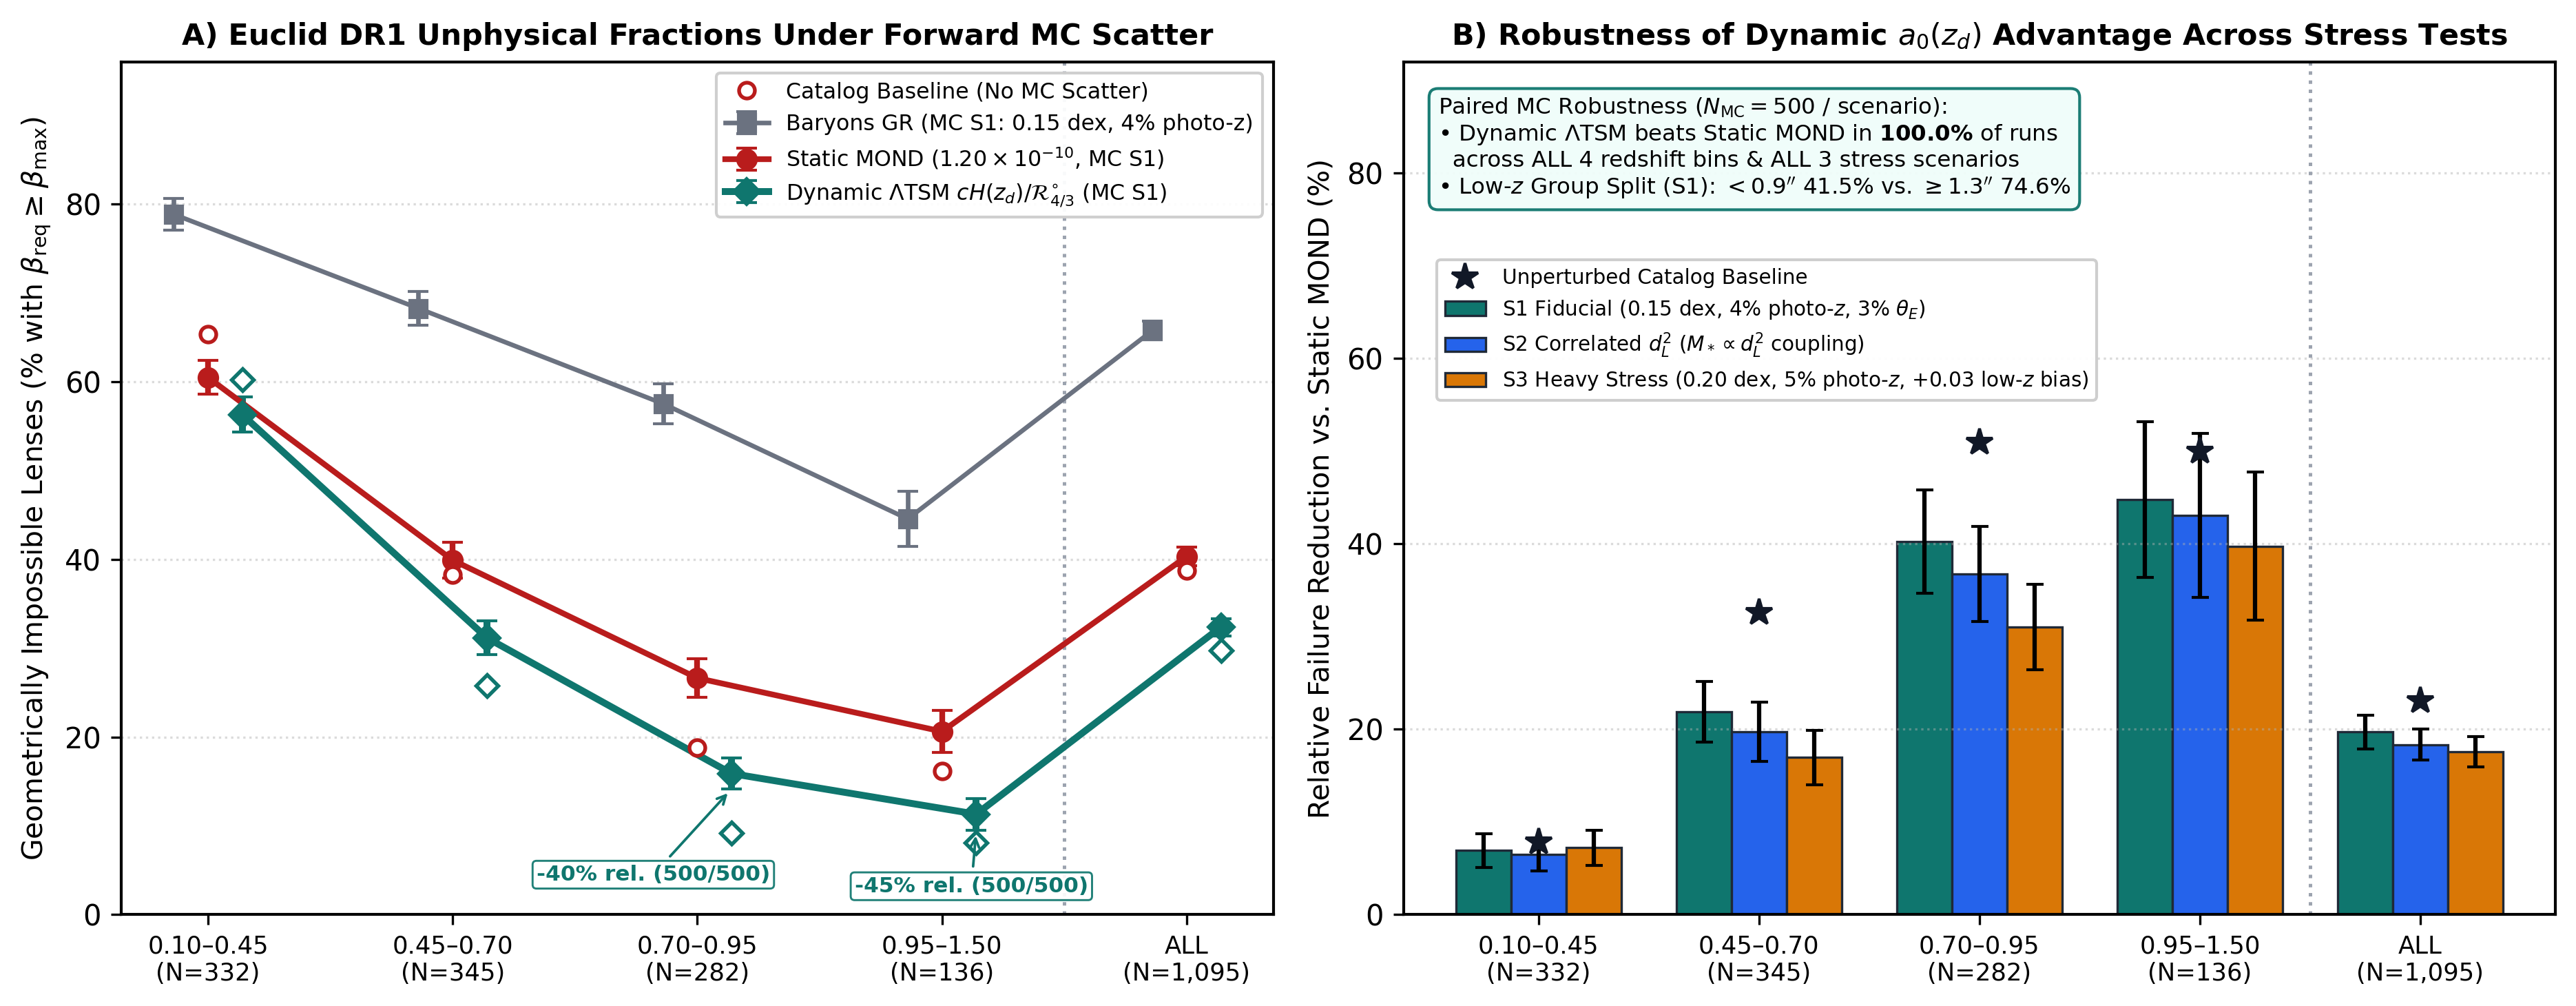 A) Euclid DR1 Unphysical Fractions Under Forward MC Scatter
Geometrically Impossible Lenses (% with β_req ≥ β_max)
80
60
40
20
0
Catalog Baseline (No MC Scatter)
Baryons GR (MC S1: 0.15 dex, 4% photo-z)
Static MOND (1.20 × 10⁻¹⁰, MC S1)
Dynamic ΛTSM cH(z_d)/ℛ°_4/3 (MC S1)
-40% rel. (500/500)
-45% rel. (500/500)
0.10–0.45 0.45–0.70 0.70–0.95 0.95–1.50 ALL
(N=332) (N=345) (N=282) (N=136) (N=1,095)
B) Robustness of Dynamic a₀(z_d) Advantage Across Stress Tests
Relative Failure Reduction vs. Static MOND (%)
80
60
40
20
0
Paired MC Robustness (N_MC = 500 / scenario):
• Dynamic ΛTSM beats Static MOND in 100.0% of runs
across ALL 4 redshift bins & ALL 3 stress scenarios
• Low-z Group Split (S1): < 0.9″ 41.5% vs. ≥ 1.3″ 74.6%
Unperturbed Catalog Baseline
S1 Fiducial (0.15 dex, 4% photo-z, 3% θ_E)
S2 Correlated d_L² (M_* ∝ d_L² coupling)
S3 Heavy Stress (0.20 dex, 5% photo-z, +0.03 low-z bias)
0.10–0.45 0.45–0.70 0.70–0.95 0.95–1.50 ALL
(N=332) (N=345) (N=282) (N=136) (N=1,095)